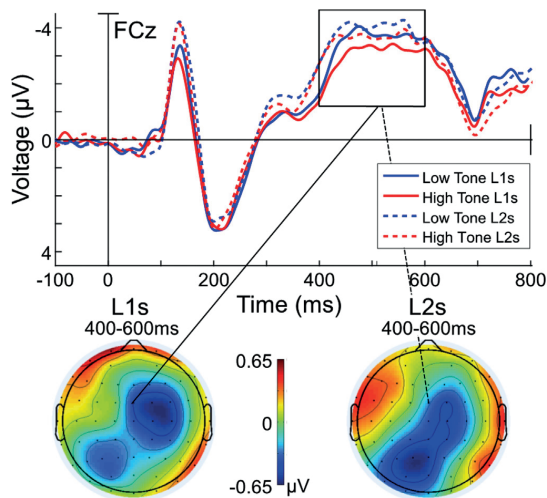 FCz
Voltage (µV)
-4
0
4
-100
0
200
400
600
800
Time (ms)
Low Tone L1s
High Tone L1s
Low Tone L2s
High Tone L2s
L1s
400-600ms
L2s
400-600ms
0.65
0
-0.65
µV